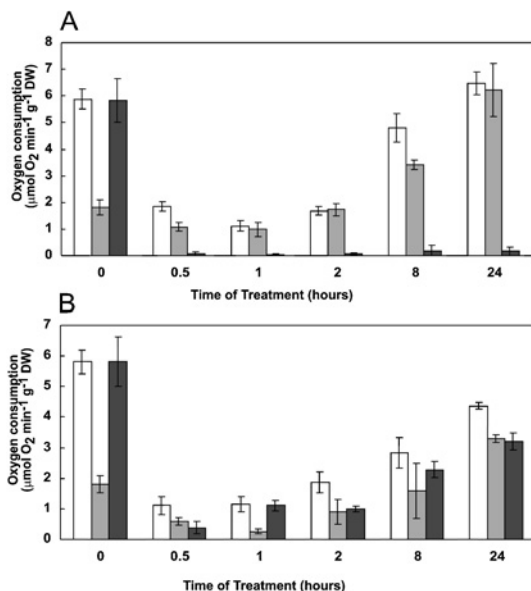 A
Oxygen consumption
(μmol O2 min-1 g-1 DW)
8
7
6
5
4
3
2
1
0
0 0.5 1 2 8 24
Time of Treatment (hours)
B
Oxygen consumption
(μmol O2 min-1 g-1 DW)
7
6
5
4
3
2
1
0
0 0.5 1 2 8 24
Time of Treatment (hours)